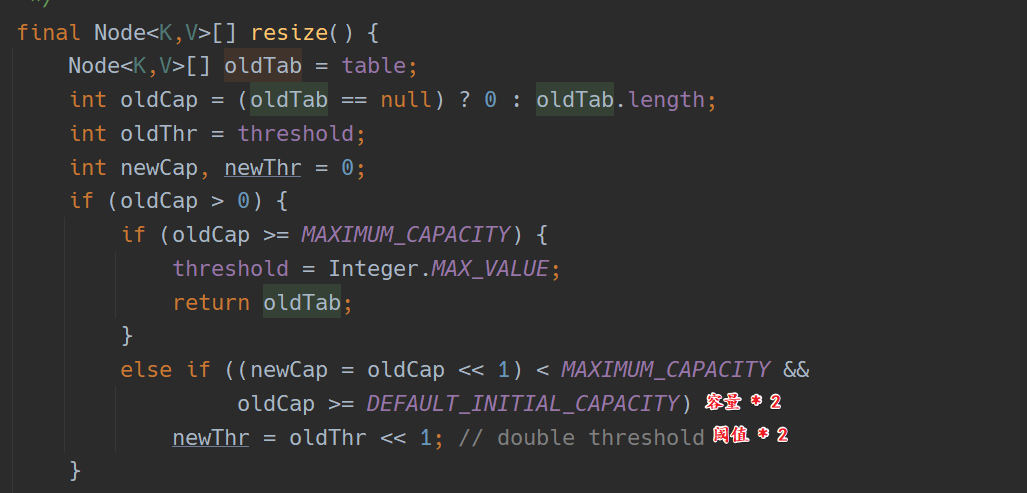 */
final Node<K,V>[] resize() {
Node<K,V>[] oldTab = table;
int oldCap = (oldTab == null) ? 0 : oldTab.length;
int oldThr = threshold;
int newCap, newThr = 0;
if (oldCap > 0) {
if (oldCap >= MAXIMUM_CAPACITY) {
threshold = Integer.MAX_VALUE;
return oldTab;
}
else if ((newCap = oldCap << 1) < MAXIMUM_CAPACITY &&
oldCap >= DEFAULT_INITIAL_CAPACITY) 容量 * 2
newThr = oldThr << 1; // double threshold 阈值 * 2
}